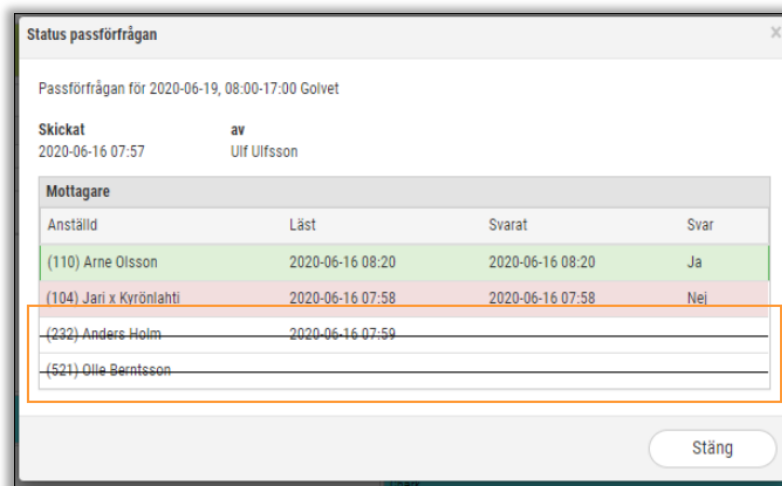 Status passförfrågan
×
Passförfrågan för 2020-06-19, 08:00-17:00 Golvet
Skickat av
2020-06-16 07:57 Ulf Ulfsson
Mottagare
Anställd Läst Svarat Svar
(110) Arne Olsson 2020-06-16 08:20 2020-06-16 08:20 Ja
(104) Jari x Kyrönlahti 2020-06-16 07:58 2020-06-16 07:58 Nej
(232) Anders Holm 2020-06-16 07:59
(521) Olle Berntsson
Stäng